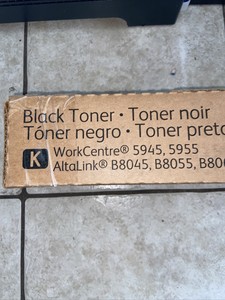 Black Toner • Toner noir
Tóner negro • Toner preto
K WorkCentre® 5945, 5955
AltaLink® B8045, B8055,